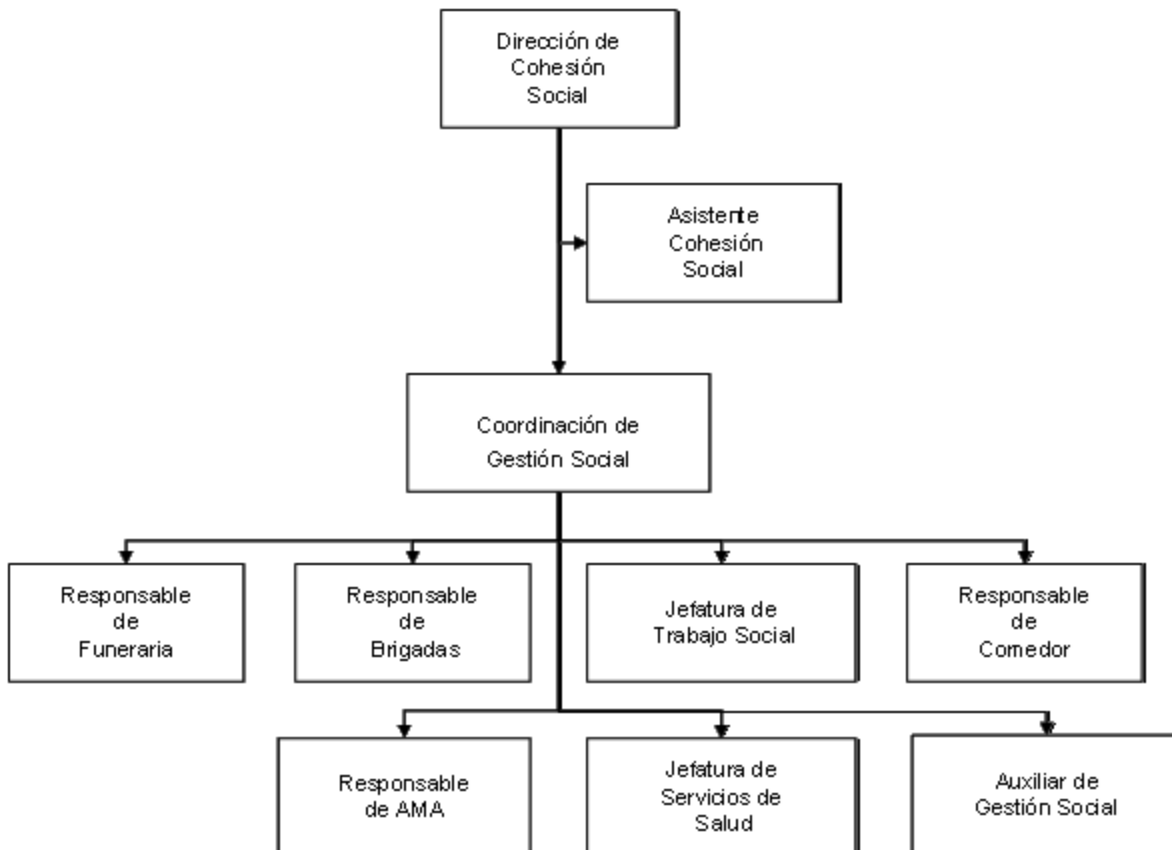 Dirección de
Cohesión
Social
Asistente
Cohesión
Social
Coordinación de
Gestión Social
Responsable
de
Funeraria
Responsable
de
Brigadas
Jefatura de
Trabajo Social
Responsable
de
Comedor
Responsable
de AMA
Jefatura de
Servicios de
Salud
Auxiliar de
Gestión Social